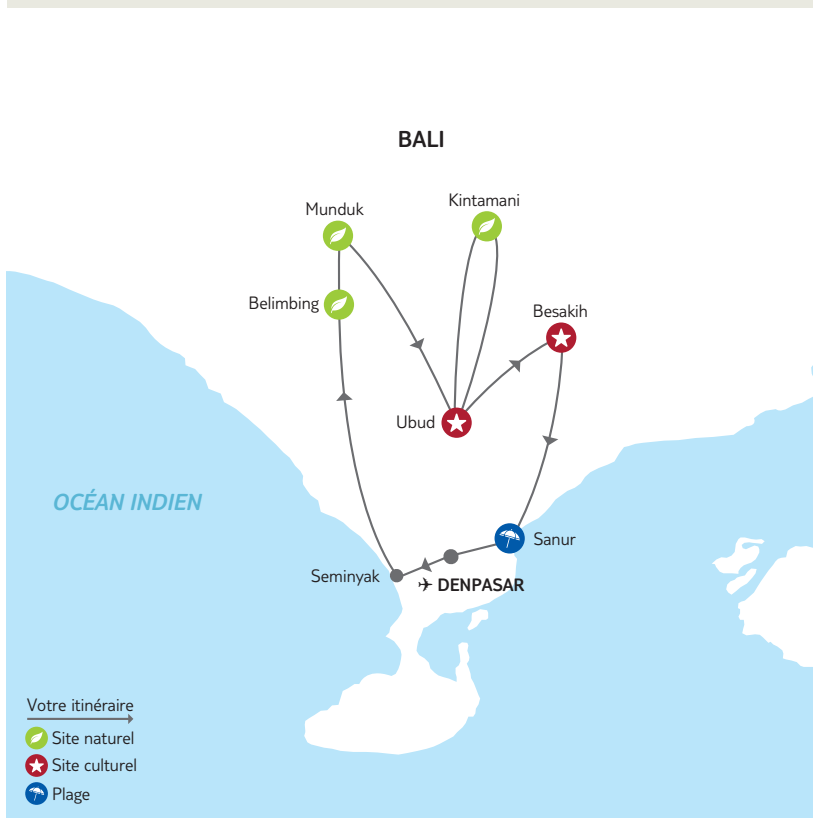 BALI
Kintamani
Munduk
Belimbing
Besakih
Ubud
OCÉAN INDIEN
Sanur
Seminyak
DENPASAR
Votre itinéraire
Site naturel
Site culturel
Plage